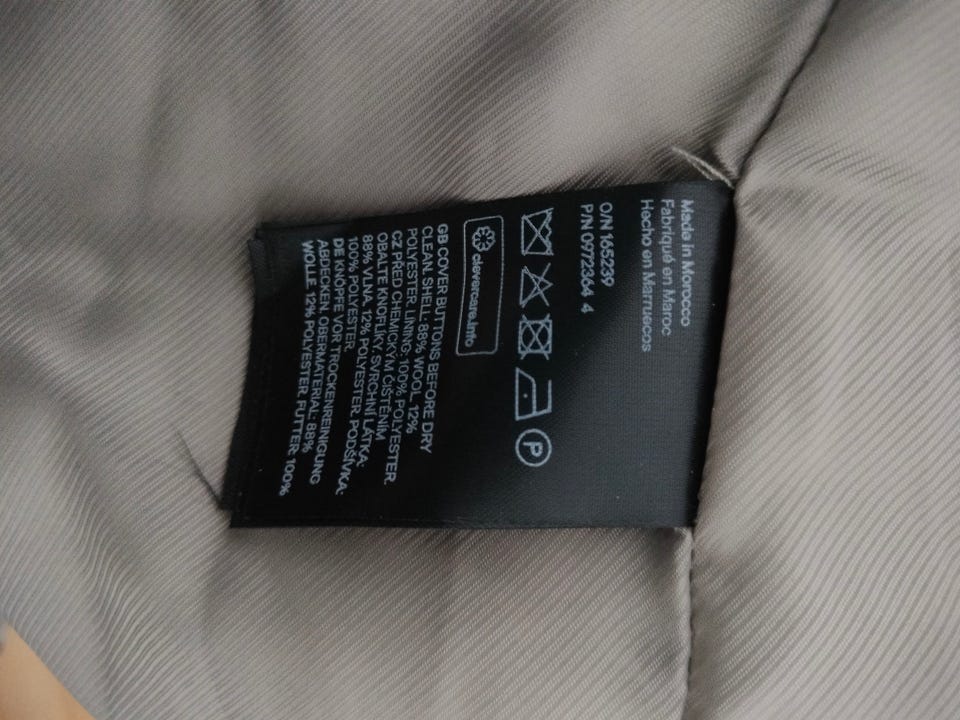 Made in Morocco
Fabriqué en Maroc
Hecho en Marruecos
O/N 165239
P/N 0972364 4
P
clevercare.info
GB COVER BUTTONS BEFORE DRY
CLEAN. SHELL: 88% WOOL, 12%
POLYESTER. LINING: 100% POLYESTER.
CZ PŘED CHEMICKÝM ČIŠTĚNÍM
OBALTE KNOFLÍKY. SVRCHNÍ LÁTKA:
88% VLNA, 12% POLYESTER. PODŠÍVKA:
100% POLYESTER.
DE KNÖPFE VOR TROCKENREINIGUNG
ABDECKEN. OBERMATERIAL: 88%
WOLLE, 12% POLYESTER. FUTTER: 100%